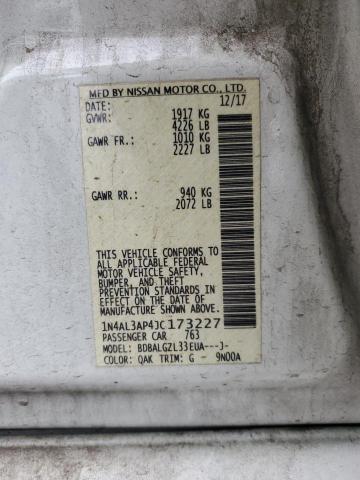 MFD BY NISSAN MOTOR CO., LTD.
DATE: 12/17
GVWR: 1917 KG
4226 LB
GAWR FR.: 1010 KG
2227 LB
GAWR RR.: 940 KG
2072 LB
THIS VEHICLE CONFORMS TO
ALL APPLICABLE FEDERAL
MOTOR VEHICLE SAFETY,
BUMPER, AND THEFT
PREVENTION STANDARDS IN
EFFECT ON THE DATE OF
MANUFACTURE SHOWN ABOVE.
1N4AL3AP4JC173227
PASSENGER CAR 763
MODEL: BDBALGZL33EUA---J-
COLOR: QAK TRIM: G - 9N00A